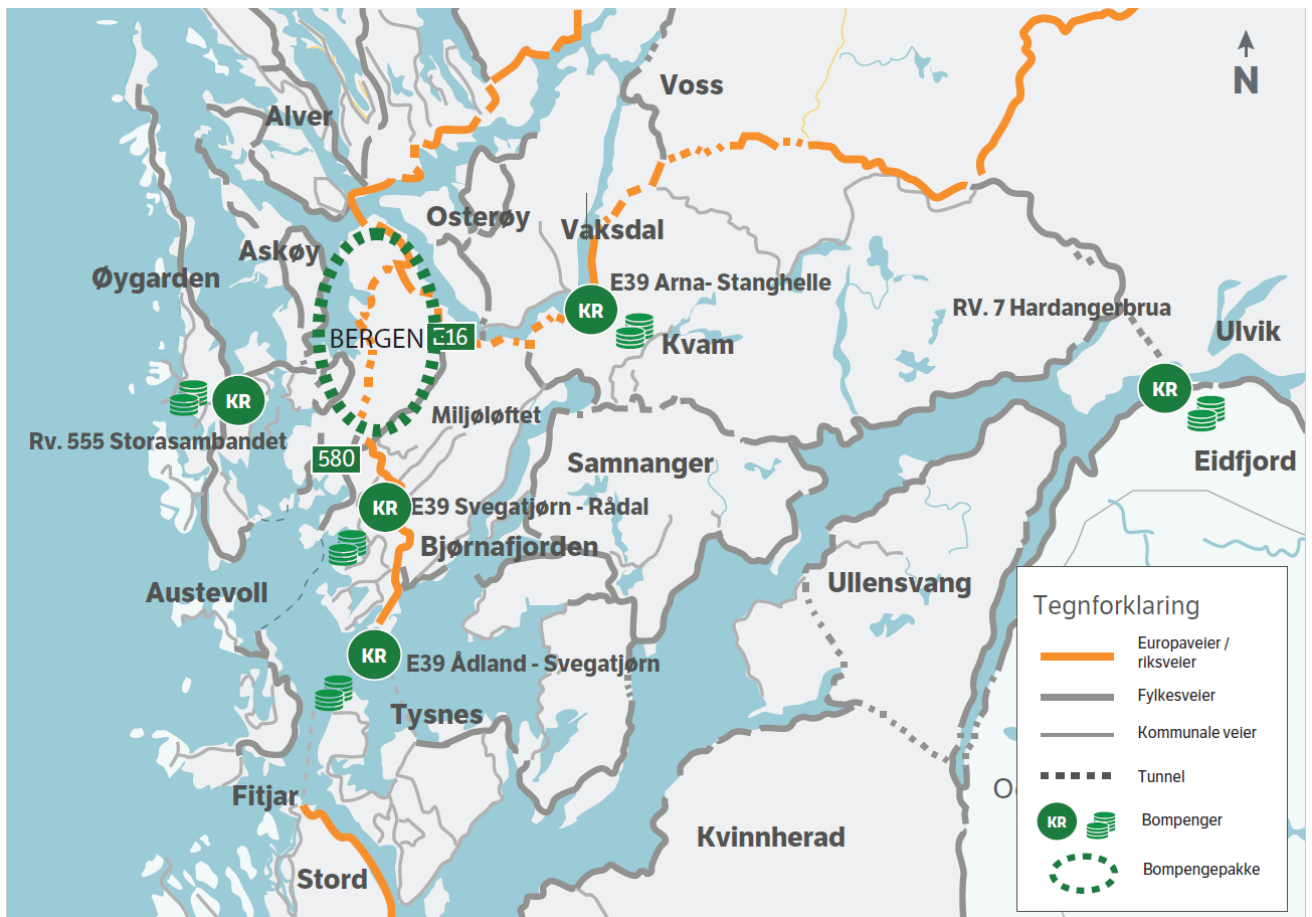 N
Voss
Alver
Osterøy
Vaksdal
Askøy
Øygarden
E39 Arna- Stanghelle
KR
RV. 7 Hardangerbrua
Ulvik
BERGEN
E16
Kvam
KR
KR
Miljøløftet
Rv. 555 Storasambandet
580
Samnanger
Eidfjord
KR
E39 Svegatjørn - Rådal
Bjørnafjorden
Austevoll
Ullensvang
KR
E39 Ådland - Svegatjørn
Tysnes
Fitjar
Kvinnherad
Stord
Tegnforklaring
Europaveier /
riksveier
Fylkesveier
Kommunale veier
Tunnel
KR
Bompenger
Bompengepakke